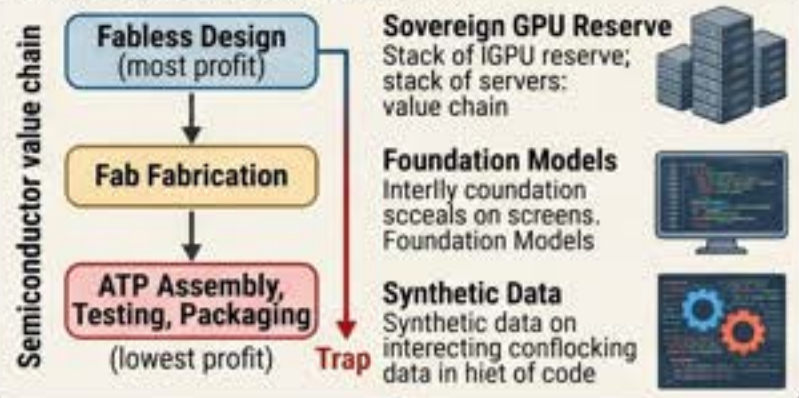 Semiconductor value chain
Fabless Design
(most profit)
Fab Fabrication
ATP Assembly,
Testing, Packaging
(lowest profit)
Trap
Sovereign GPU Reserve
Stack of IGPU reserve;
stack of servers:
value chain
Foundation Models
Interlly coundation
scceals on screens.
Foundation Models
Synthetic Data
Synthetic data on
interecting conflocking
data in hiet of code